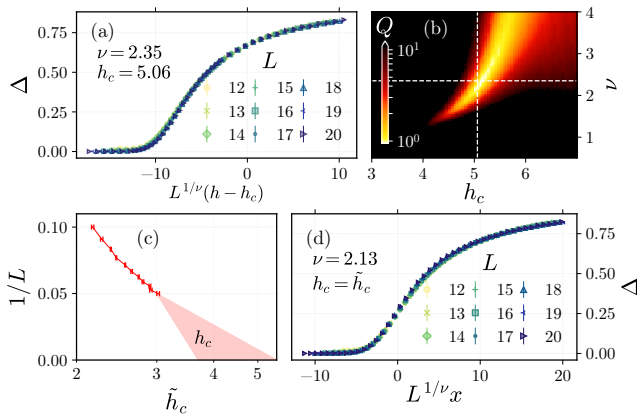 (a)
ν = 2.35
h_c = 5.06
L
12 15 18
13 16 19
14 17 20
0.75
0.50
0.25
0.00
Δ
−10 0 10
L^{1/ν}(h − h_c)
(b)
Q
10^1
10^0
4
3
2
1
ν
3 4 5 6
h_c
(c)
0.10
0.05
0.00
1/L
h_c
2 3 4 5
h̃_c
(d)
ν = 2.13
h_c = h̃_c
L
12 15 18
13 16 19
14 17 20
0.75
0.50
0.25
0.00
Δ
−10 0 10 20
L^{1/ν}x